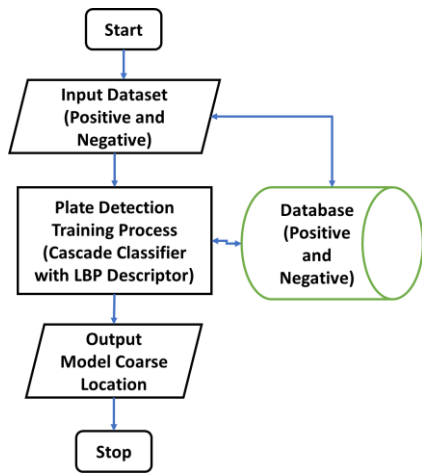 Start
Input Dataset
(Positive and
Negative)
Plate Detection
Training Process
(Cascade Classifier
with LBP Descriptor)
Database
(Positive
and
Negative)
Output
Model Coarse
Location
Stop